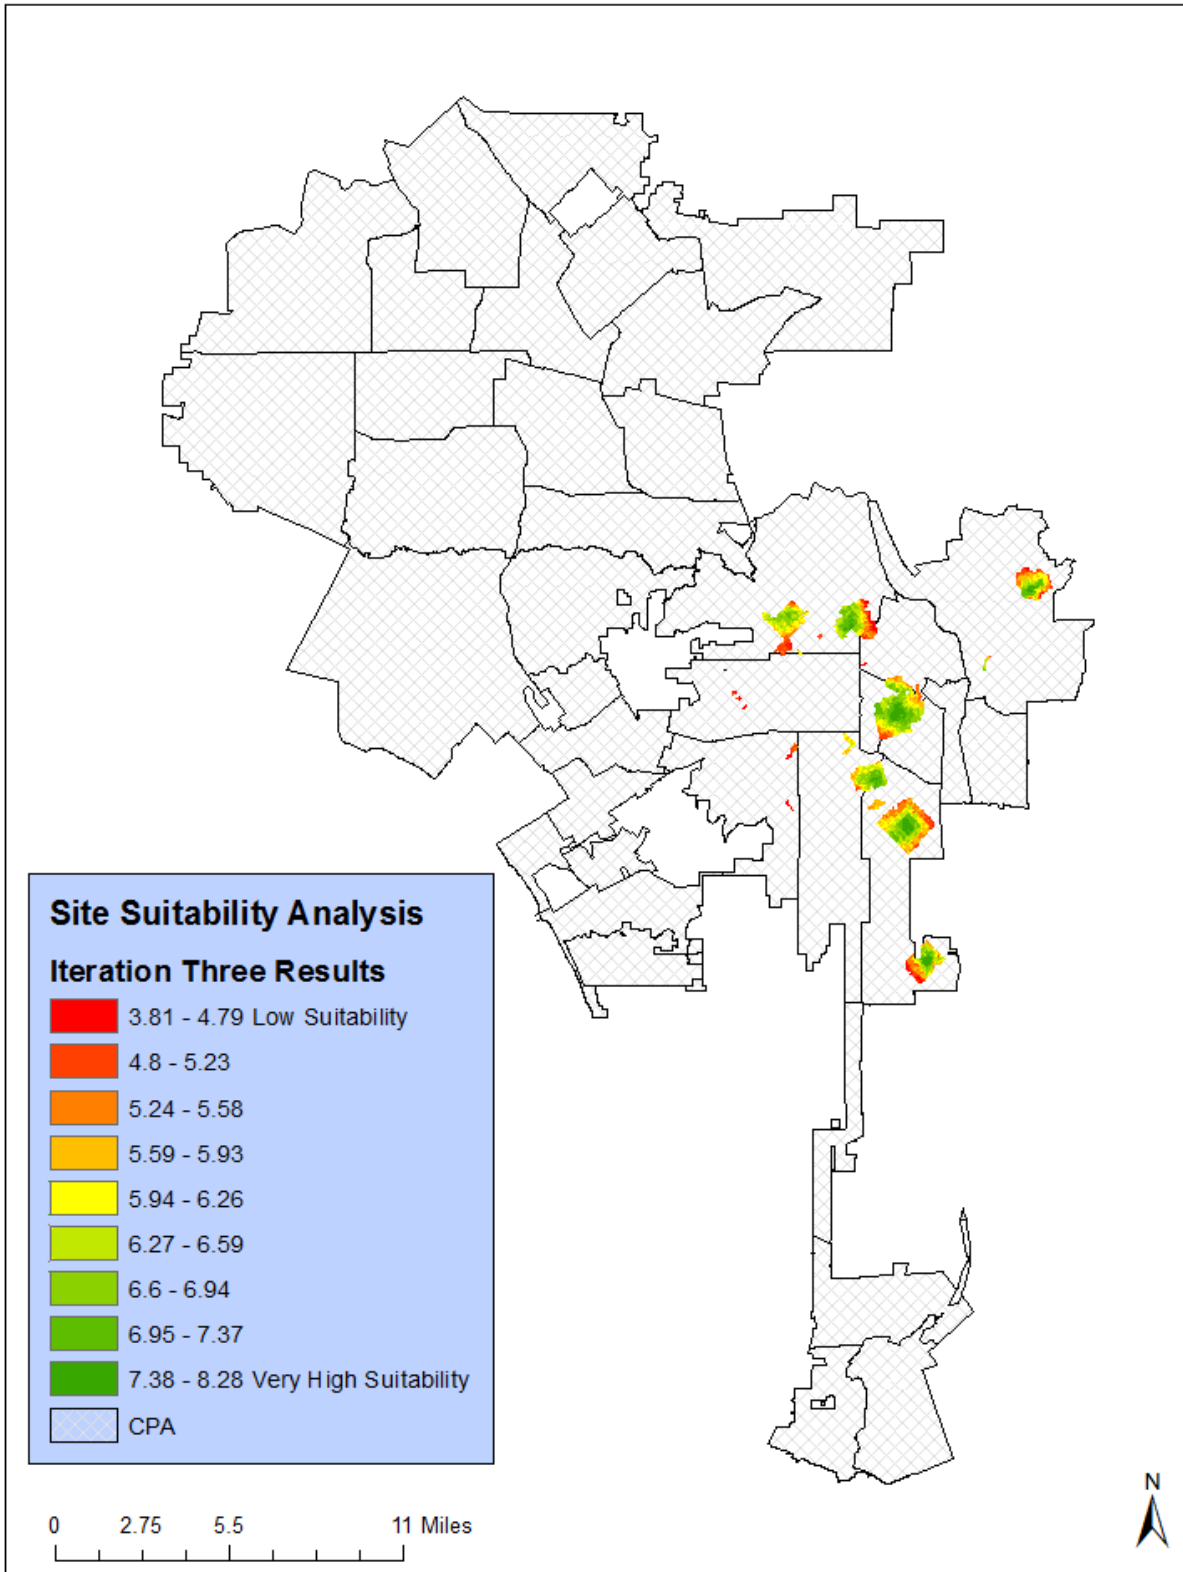 Site Suitability Analysis
Iteration Three Results
3.81 - 4.79 Low Suitability
4.8 - 5.23
5.24 - 5.58
5.59 - 5.93
5.94 - 6.26
6.27 - 6.59
6.6 - 6.94
6.95 - 7.37
7.38 - 8.28 Very High Suitability
CPA
N
0 2.75 5.5 11 Miles